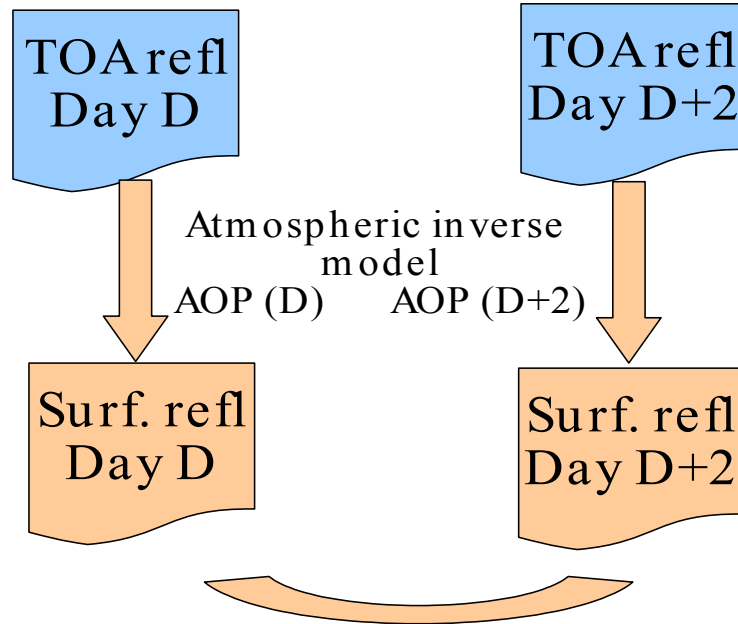 TOA refl
Day D
TOA refl
Day D+2
Atmospheric inverse
model
AOP (D) AOP (D+2)
Surf. refl
Day D
Surf. refl
Day D+2